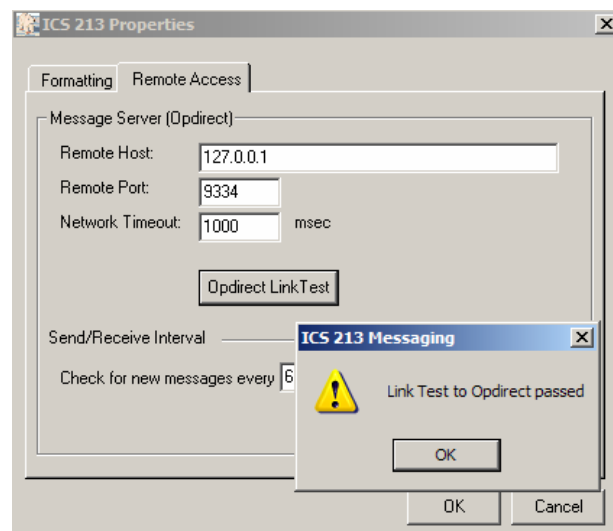 ICS 213 Properties
Formatting Remote Access
Message Server (Opdirect)
Remote Host: 127.0.0.1
Remote Port: 9334
Network Timeout: 1000 msec
Opdirect LinkTest
Send/Receive Interval
Check for new messages every 6
ICS 213 Messaging
Link Test to Opdirect passed
OK
OK Cancel